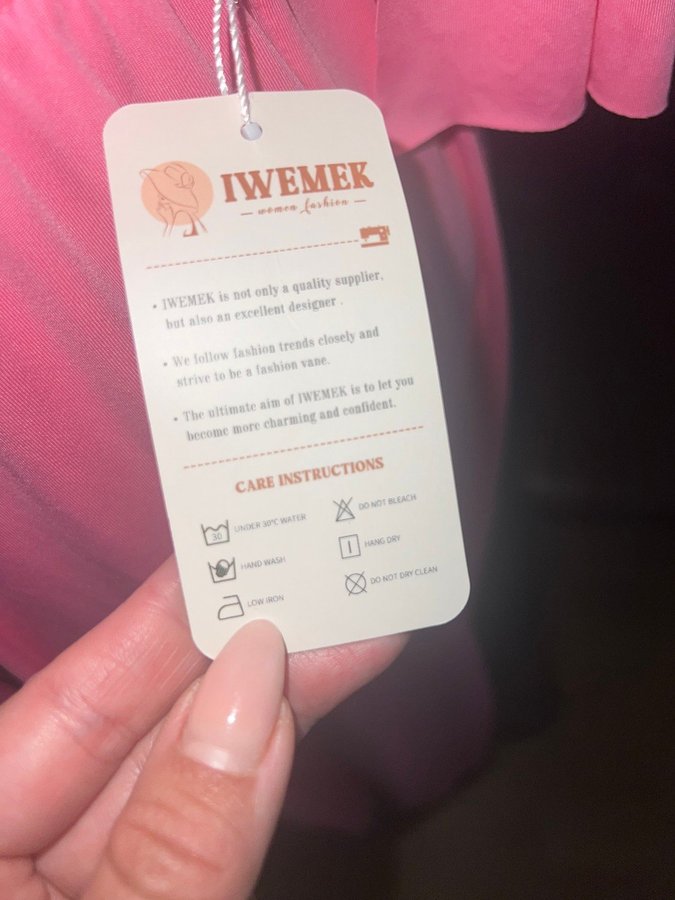 IWEMEK
— women fashion —
• IWEMEK is not only a quality supplier,
but also an excellent designer .
• We follow fashion trends closely and
strive to be a fashion vane.
• The ultimate aim of IWEMEK is to let you
become more charming and confident.
CARE INSTRUCTIONS
30 UNDER 30°C WATER
HAND WASH
LOW IRON
DO NOT BLEACH
HANG DRY
DO NOT DRY CLEAN